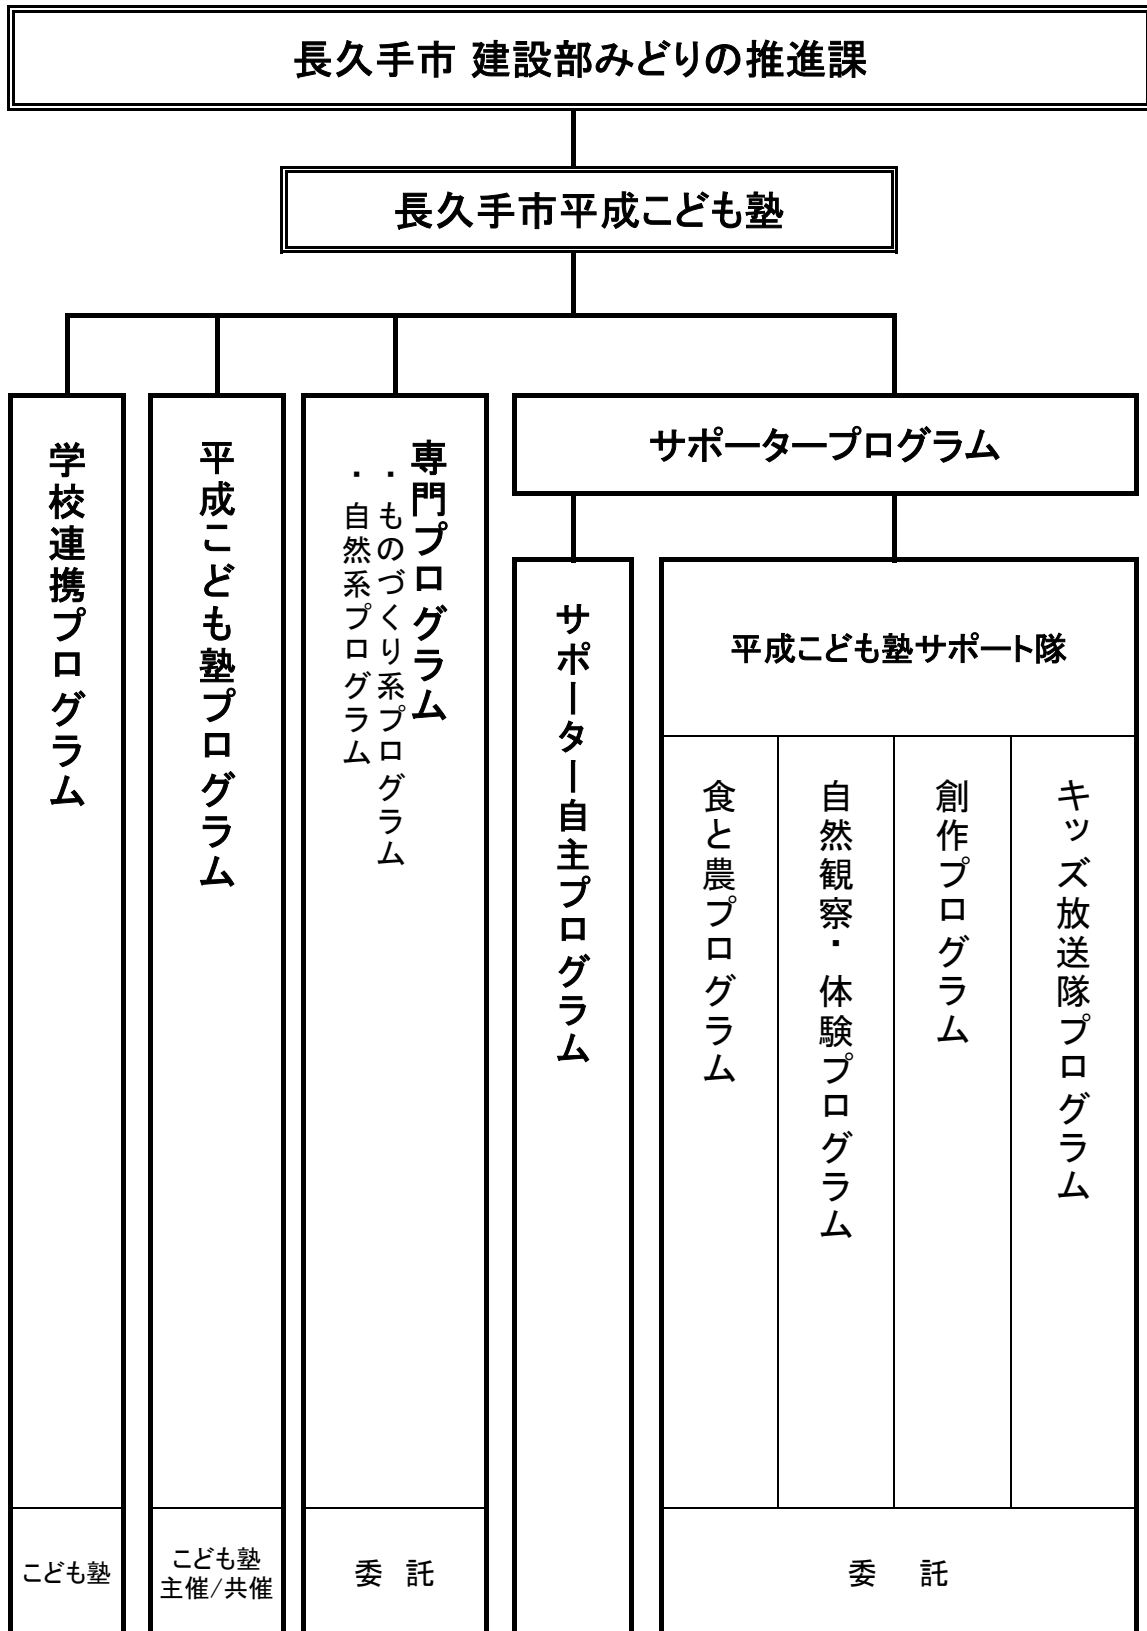 長久手市 建設部みどりの推進課
長久手市平成こども塾
学校連携プログラム
平成こども塾プログラム
専門プログラム
・ものづくり系プログラム
・自然系プログラム
サポータープログラム
サポーター自主プログラム
平成こども塾サポート隊
食と農プログラム
自然観察・体験プログラム
創作プログラム
キッズ放送隊プログラム
こども塾
こども塾
主催/共催
委 託
委 託